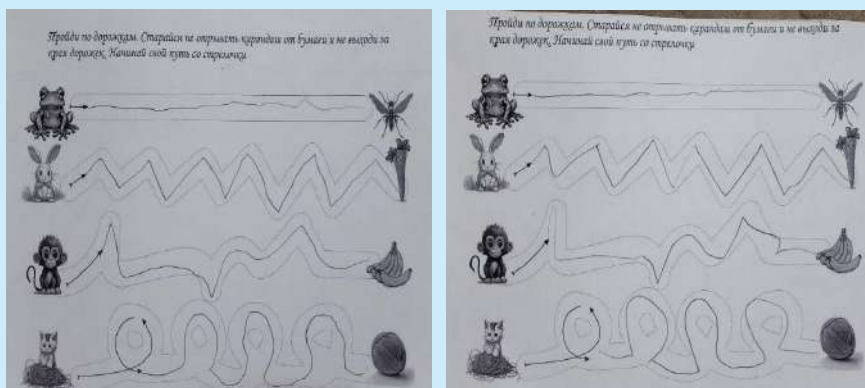 Пройди по дорожкам. Старайся не отрывать карандаш от бумаги и не выходи за
края дорожек. Начинай свой путь со стрелочки
Пройди по дорожкам. Старайся не отрывать карандаш от бумаги и не выходи за
края дорожек. Начинай свой путь со стрелочки